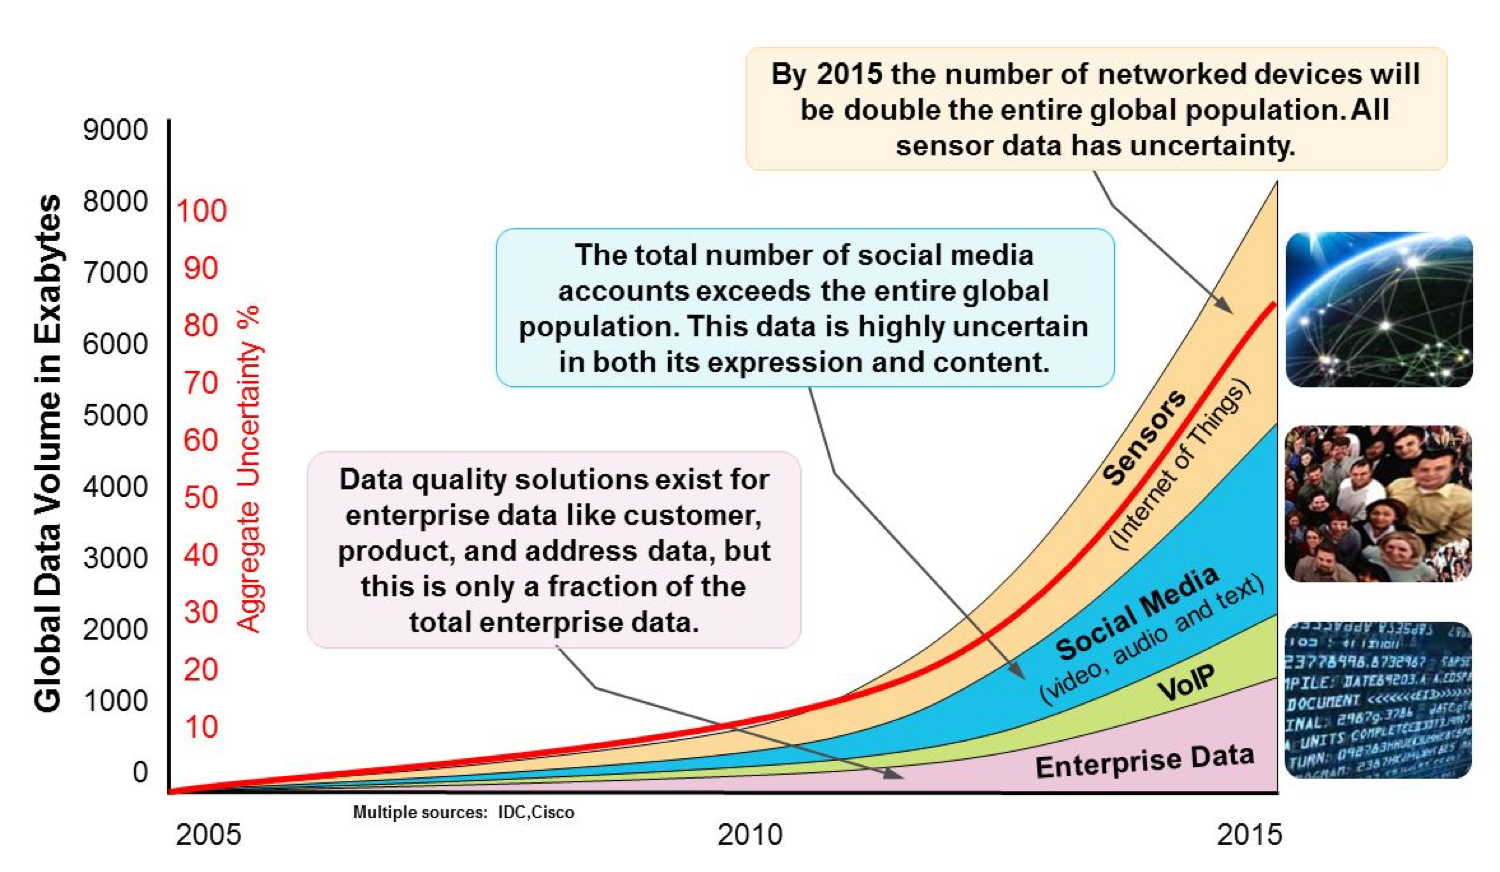 By 2015 the number of networked devices will
be double the entire global population. All
sensor data has uncertainty.
The total number of social media
accounts exceeds the entire global
population. This data is highly uncertain
in both its expression and content.
Data quality solutions exist for
enterprise data like customer,
product, and address data, but
this is only a fraction of the
total enterprise data.
Global Data Volume in Exabytes
9000
8000
7000
6000
5000
4000
3000
2000
1000
0
Aggregate Uncertainty %
100
90
80
70
60
50
40
30
20
10
Sensors
(Internet of Things)
Social Media
(video, audio and text)
VoIP
Enterprise Data
Multiple sources: IDC,Cisco
2005
2010
2015
DOCUMENT